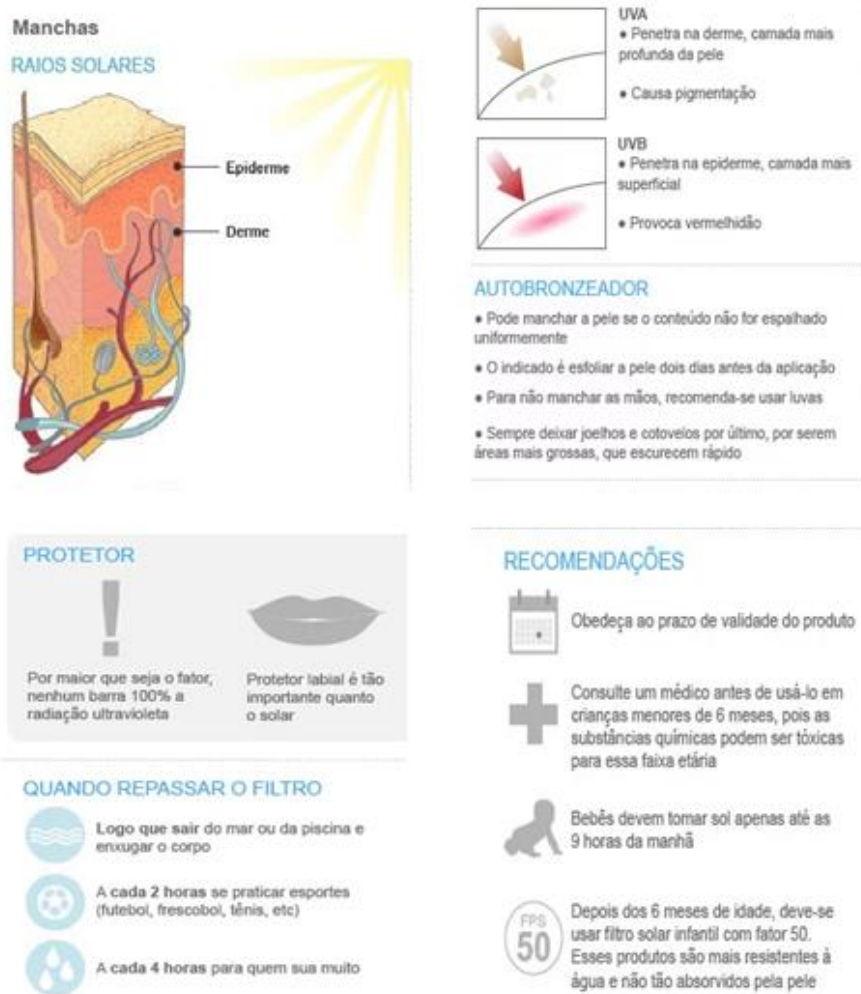 Manchas
RAIOS SOLARES
Epiderme
Derme
UVA
• Penetra na derme, camada mais
profunda da pele
• Causa pigmentação
UVB
• Penetra na epiderme, camada mais
superficial
• Provoca vermelhidão
AUTOBRONZEADOR
• Pode manchar a pele se o conteúdo não for espalhado
uniformemente
• O indicado é esfoliar a pele dois dias antes da aplicação
• Para não manchar as mãos, recomenda-se usar luvas
• Sempre deixar joelhos e cotovelos por último, por serem
áreas mais grossas, que escurecem rápido
PROTETOR
Por maior que seja o fator,
nenhum barra 100% a
radiação ultravioleta
Protetor labial é tão
importante quanto
o solar
QUANDO REPASSAR O FILTRO
Logo que sair do mar ou da piscina e
enxugar o corpo
A cada 2 horas se praticar esportes
(futebol, frescobol, tênis, etc)
A cada 4 horas para quem sua muito
RECOMENDAÇÕES
Obedeça ao prazo de validade do produto
Consulte um médico antes de usá-lo em
crianças menores de 6 meses, pois as
substâncias químicas podem ser tóxicas
para essa faixa etária
Bebês devem tomar sol apenas até as
9 horas da manhã
FPS
50
Depois dos 6 meses de idade, deve-se
usar filtro solar infantil com fator 50.
Esses produtos são mais resistentes à
água e não tão absorvidos pela pele